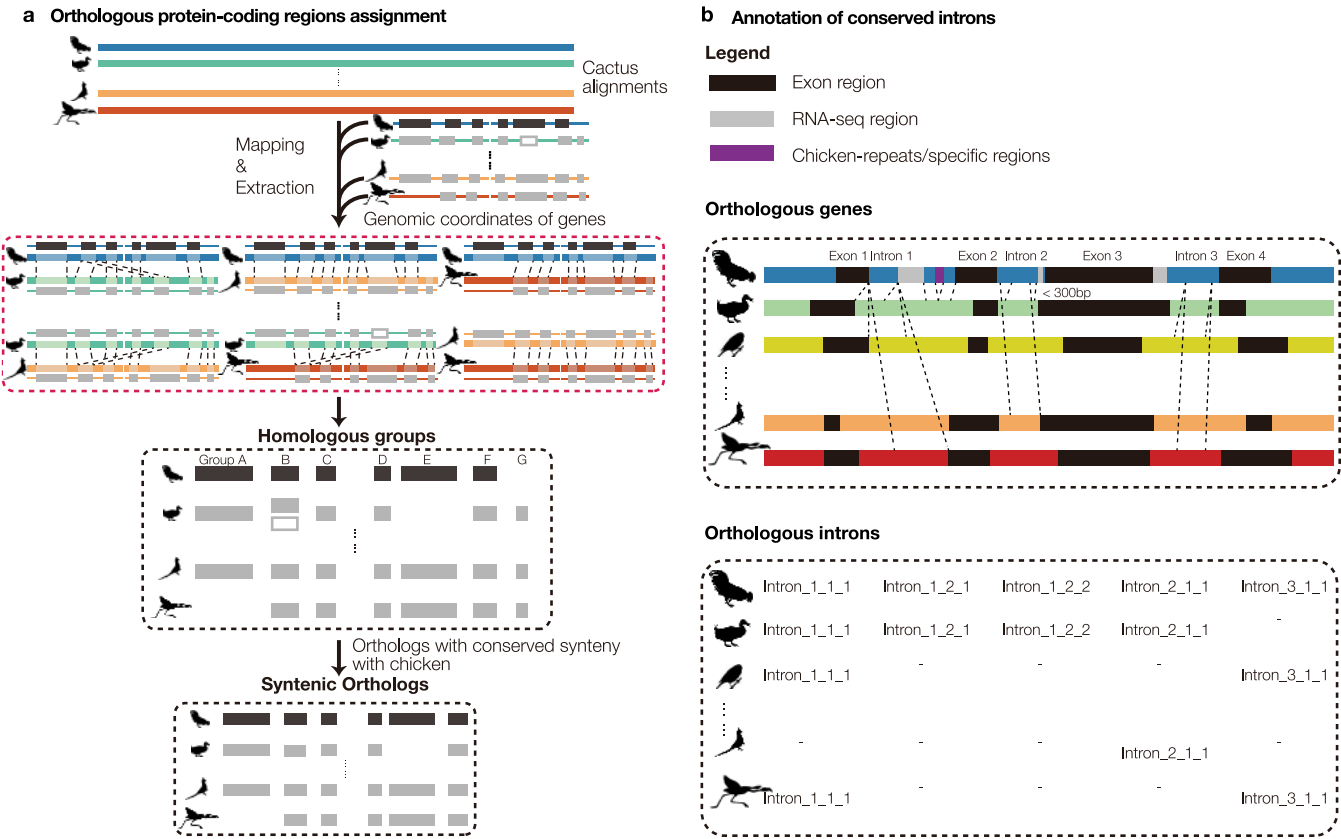 a Orthologous protein-coding regions assignment
Cactus
alignments
Mapping
&
Extraction
Genomic coordinates of genes
Homologous groups
Group A B C D E F G
Orthologs with conserved synteny
with chicken
Syntenic Orthologs
b Annotation of conserved introns
Legend
Exon region
RNA-seq region
Chicken-repeats/specific regions
Orthologous genes
Exon 1 Intron 1 Exon 2 Intron 2 Exon 3 Intron 3 Exon 4
< 300bp
Orthologous introns
Intron_1_1_1 Intron_1_2_1 Intron_1_2_2 Intron_2_1_1 Intron_3_1_1
Intron_1_1_1 Intron_1_2_1 Intron_1_2_2 Intron_2_1_1 -
Intron_1_1_1 - - - Intron_3_1_1
- - - Intron_2_1_1 -
Intron_1_1_1 - - - Intron_3_1_1